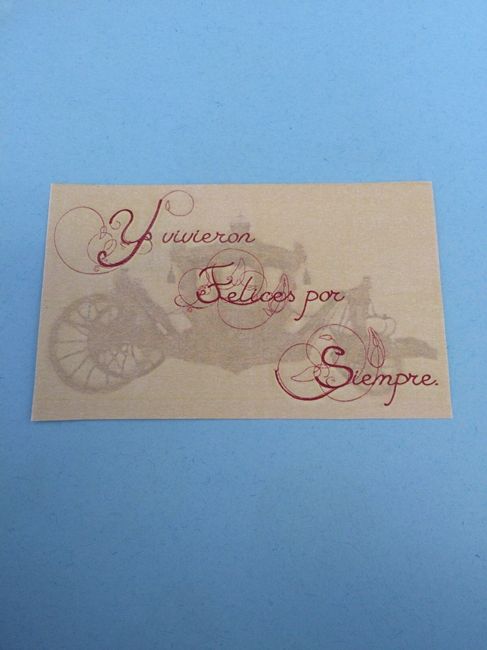 Y vivieron
Felices por
Siempre.